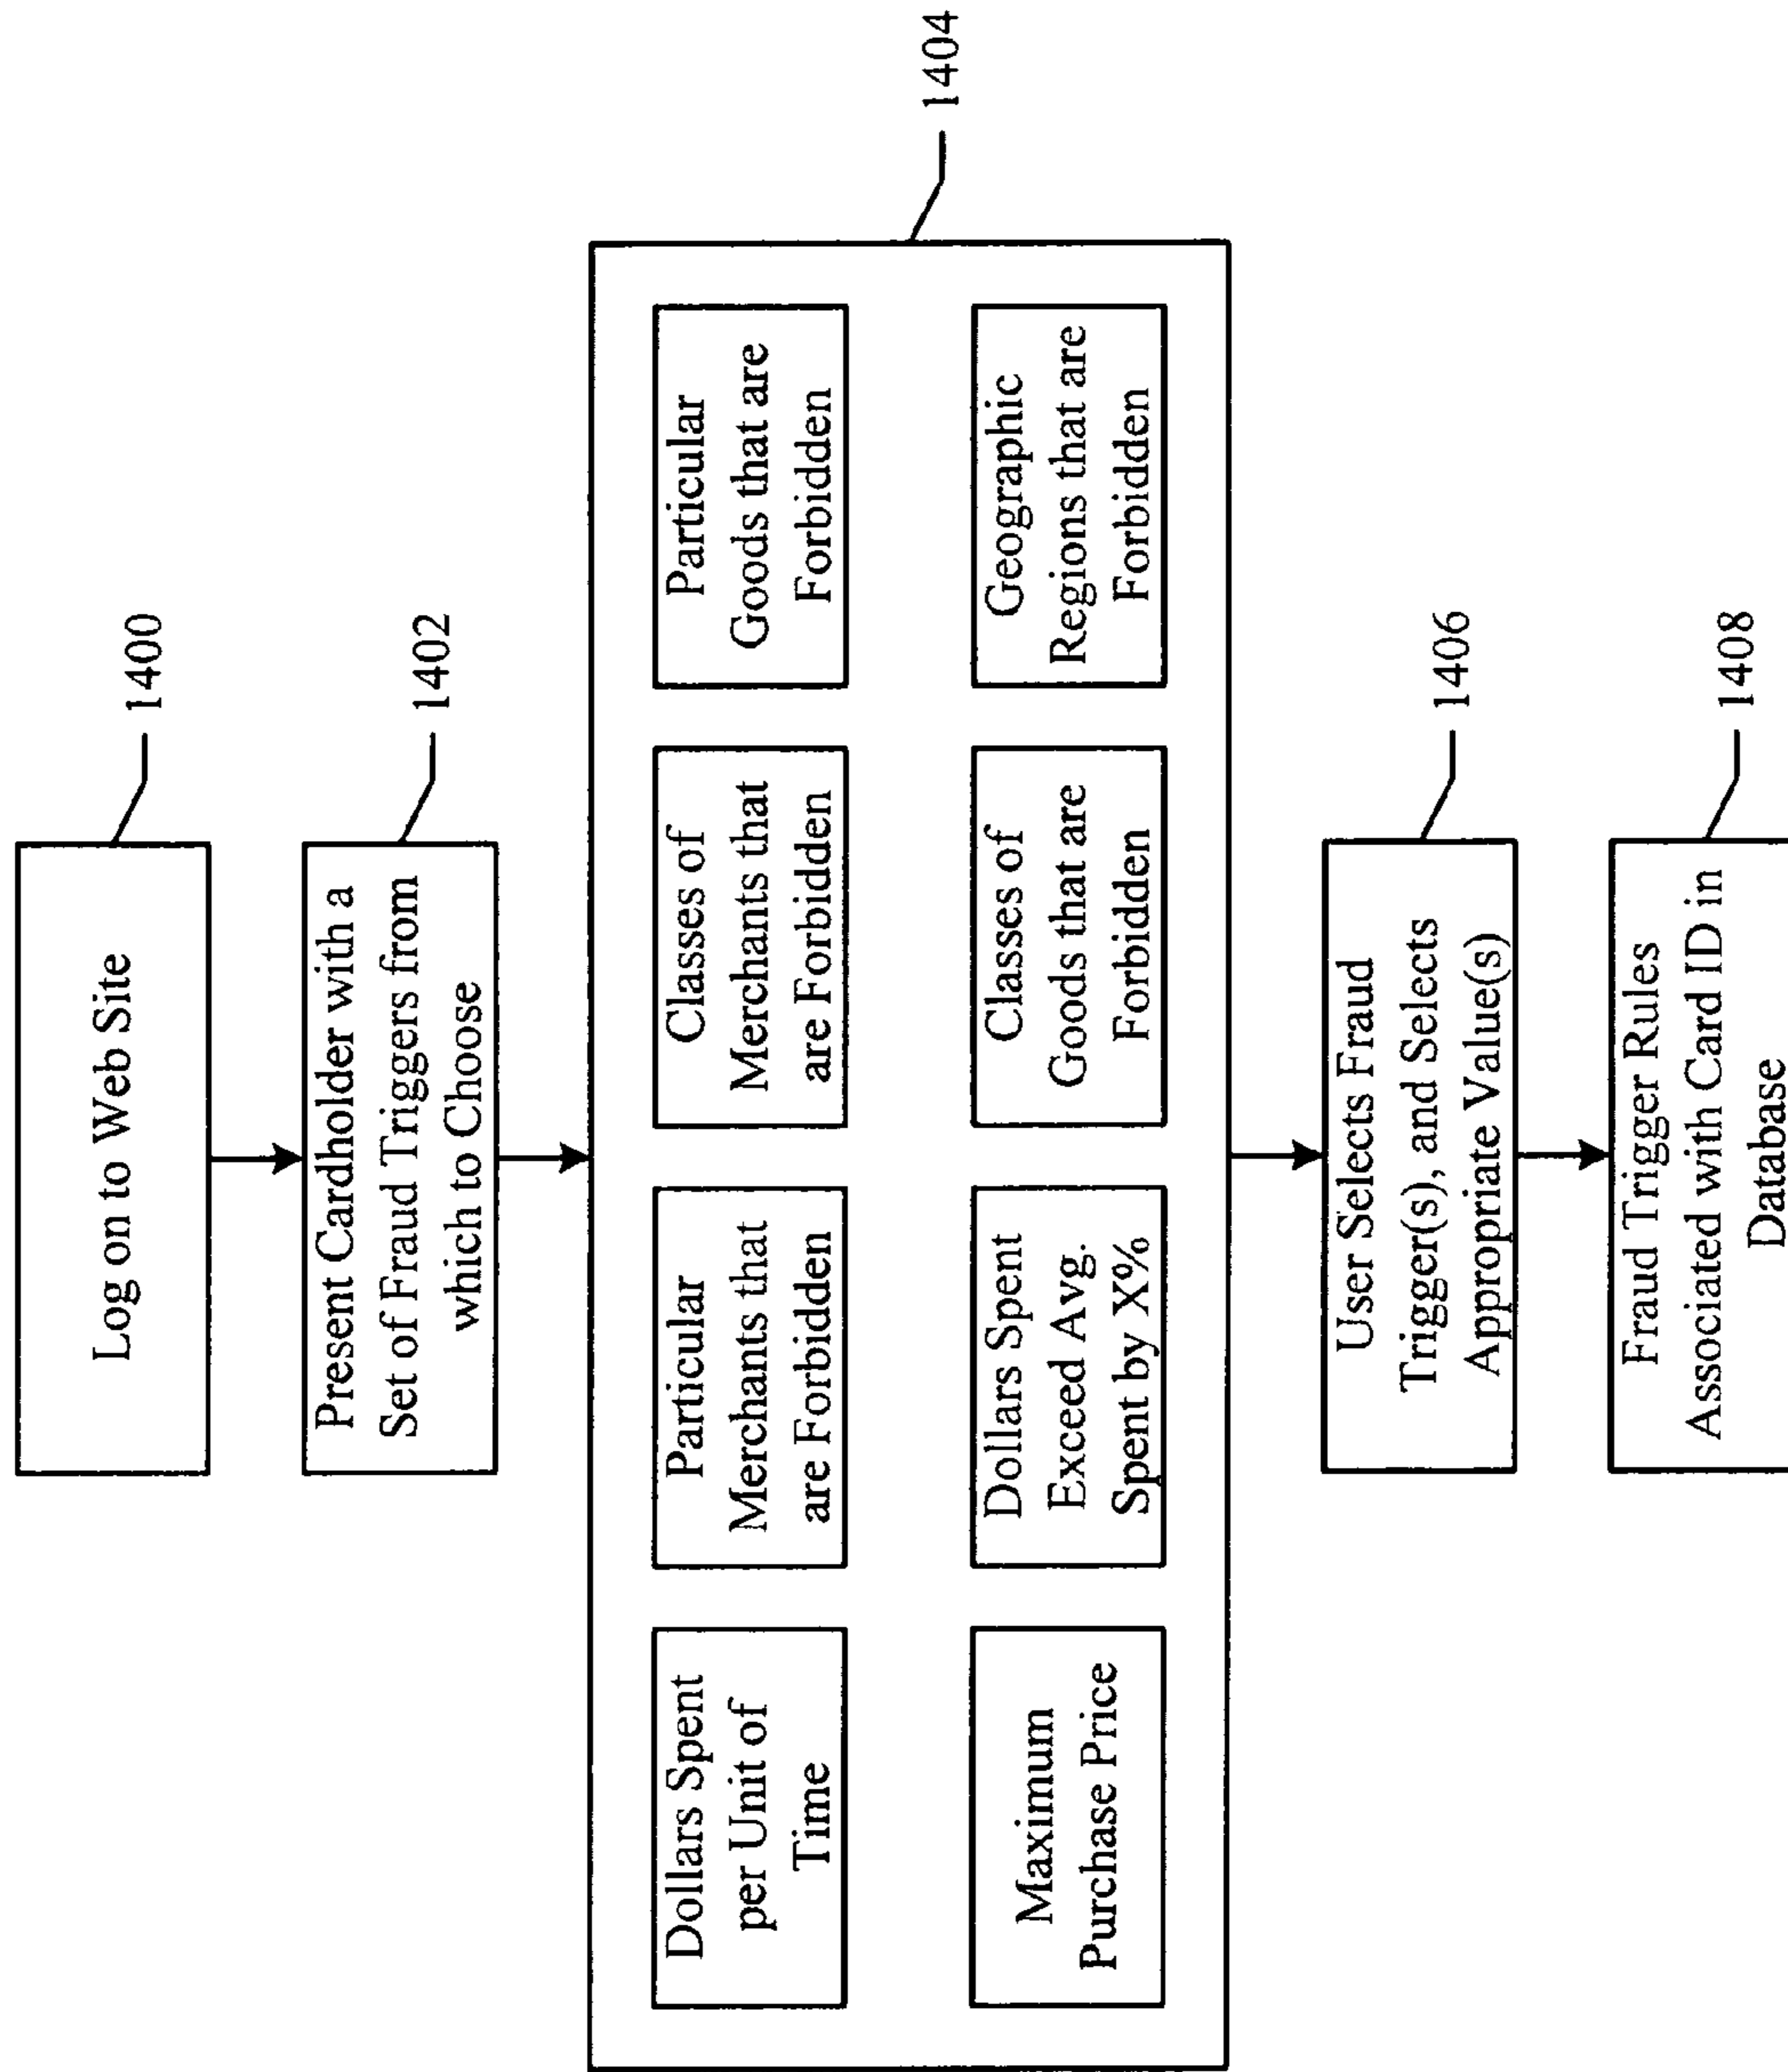 Log on to Web Site
1400
Present Cardholder with a
Set of Fraud Triggers from
which to Choose
1402
1404
Dollars Spent
per Unit of
Time
Particular
Merchants that
are Forbidden
Classes of
Merchants that
are Forbidden
Particular
Goods that are
Forbidden
Maximum
Purchase Price
Dollars Spent
Exceed Avg.
Spent by X%
Classes of
Goods that are
Forbidden
Geographic
Regions that are
Forbidden
User Selects Fraud
Trigger(s), and Selects
Appropriate Value(s)
1406
Fraud Trigger Rules
Associated with Card ID in
Database
1408